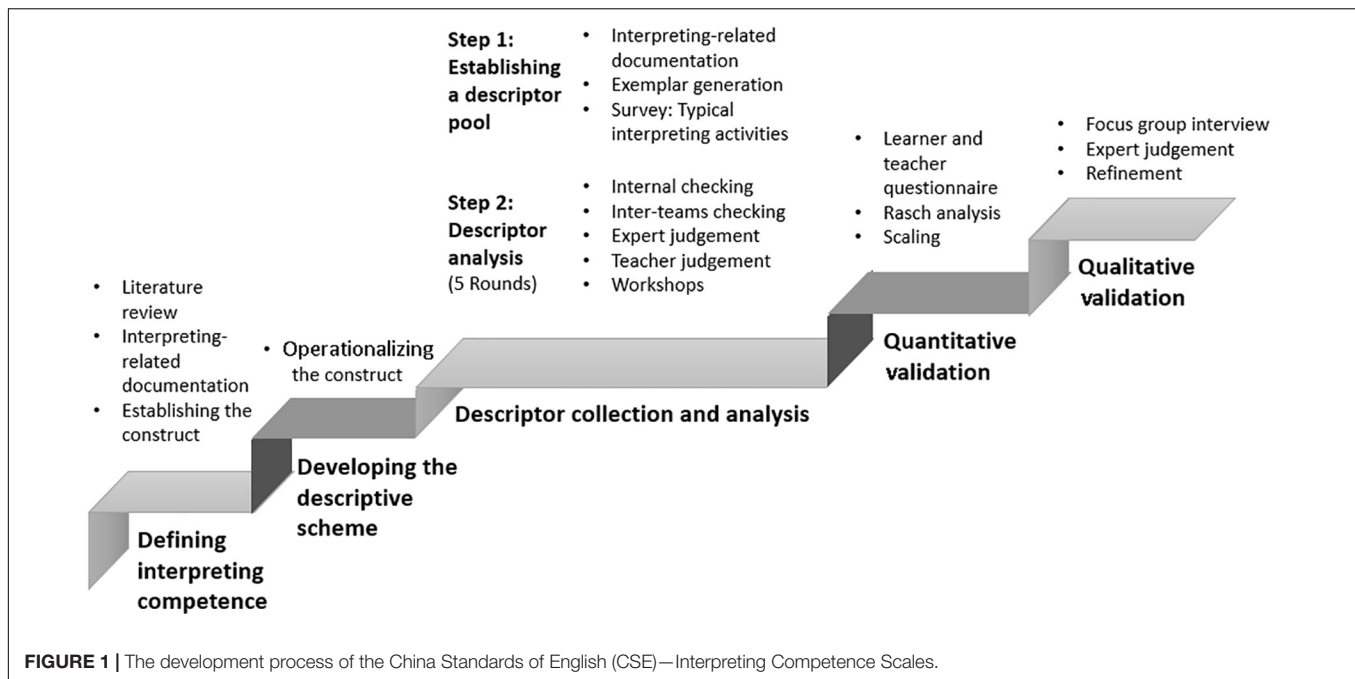 Step 1:
Establishing
a descriptor
pool
• Interpreting-related
documentation
• Exemplar generation
• Survey: Typical
interpreting activities
Step 2:
Descriptor
analysis
(5 Rounds)
• Internal checking
• Inter-teams checking
• Expert judgement
• Teacher judgement
• Workshops
• Literature
review
• Interpreting-
related
documentation
• Establishing the
construct
• Operationalizing
the construct
• Learner and
teacher
questionnaire
• Rasch analysis
• Scaling
• Focus group interview
• Expert judgement
• Refinement
Defining
interpreting
competence
Developing the
descriptive
scheme
Descriptor collection and analysis
Quantitative
validation
Qualitative
validation
FIGURE 1 | The development process of the China Standards of English (CSE)—Interpreting Competence Scales.